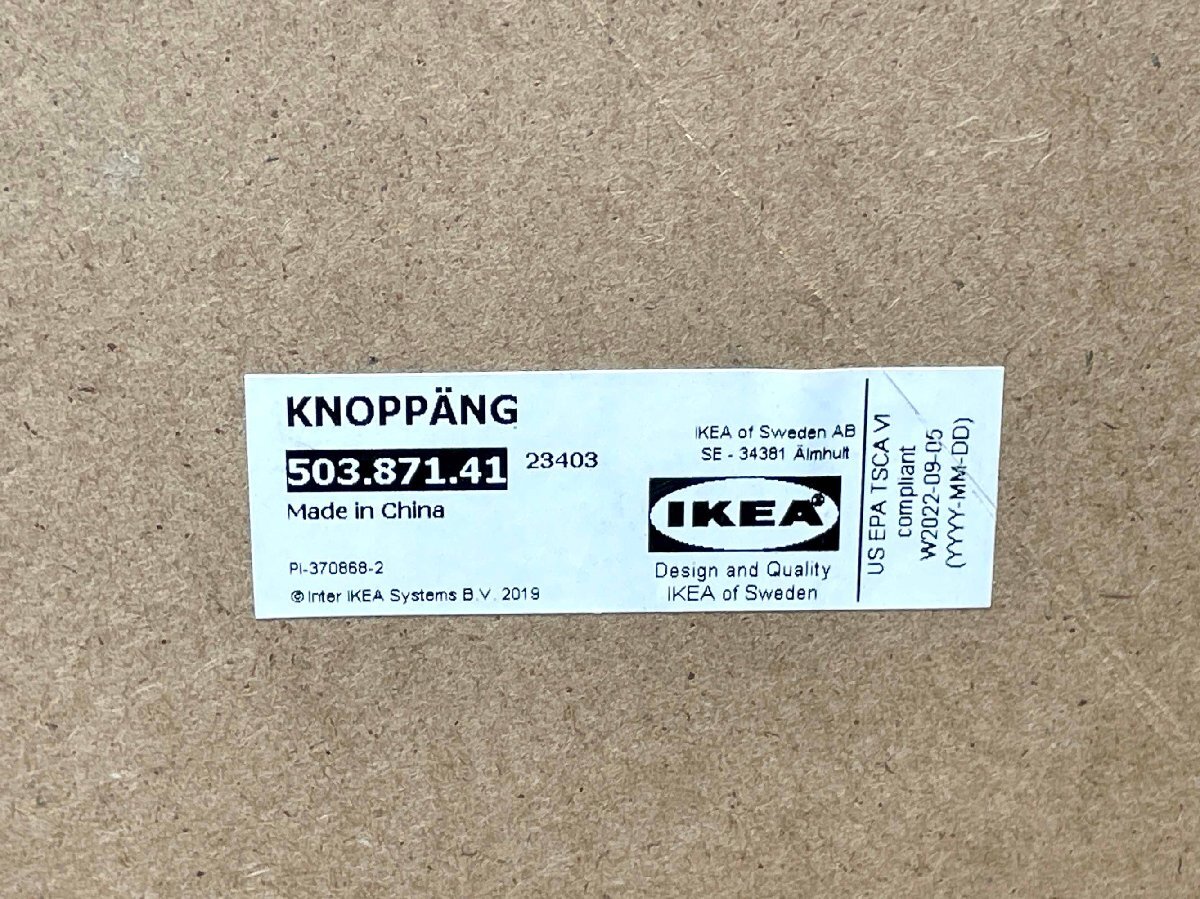 KNOPPÄNG
503.871.41 23403
Made in China
PI-370868-2
© Inter IKEA Systems B.V. 2019
IKEA of Sweden AB
SE - 34381 Älmhult
IKEA®
Design and Quality
IKEA of Sweden
US EPA TSCA VI
compliant
W2022-09-05
(YYYY-MM-DD)